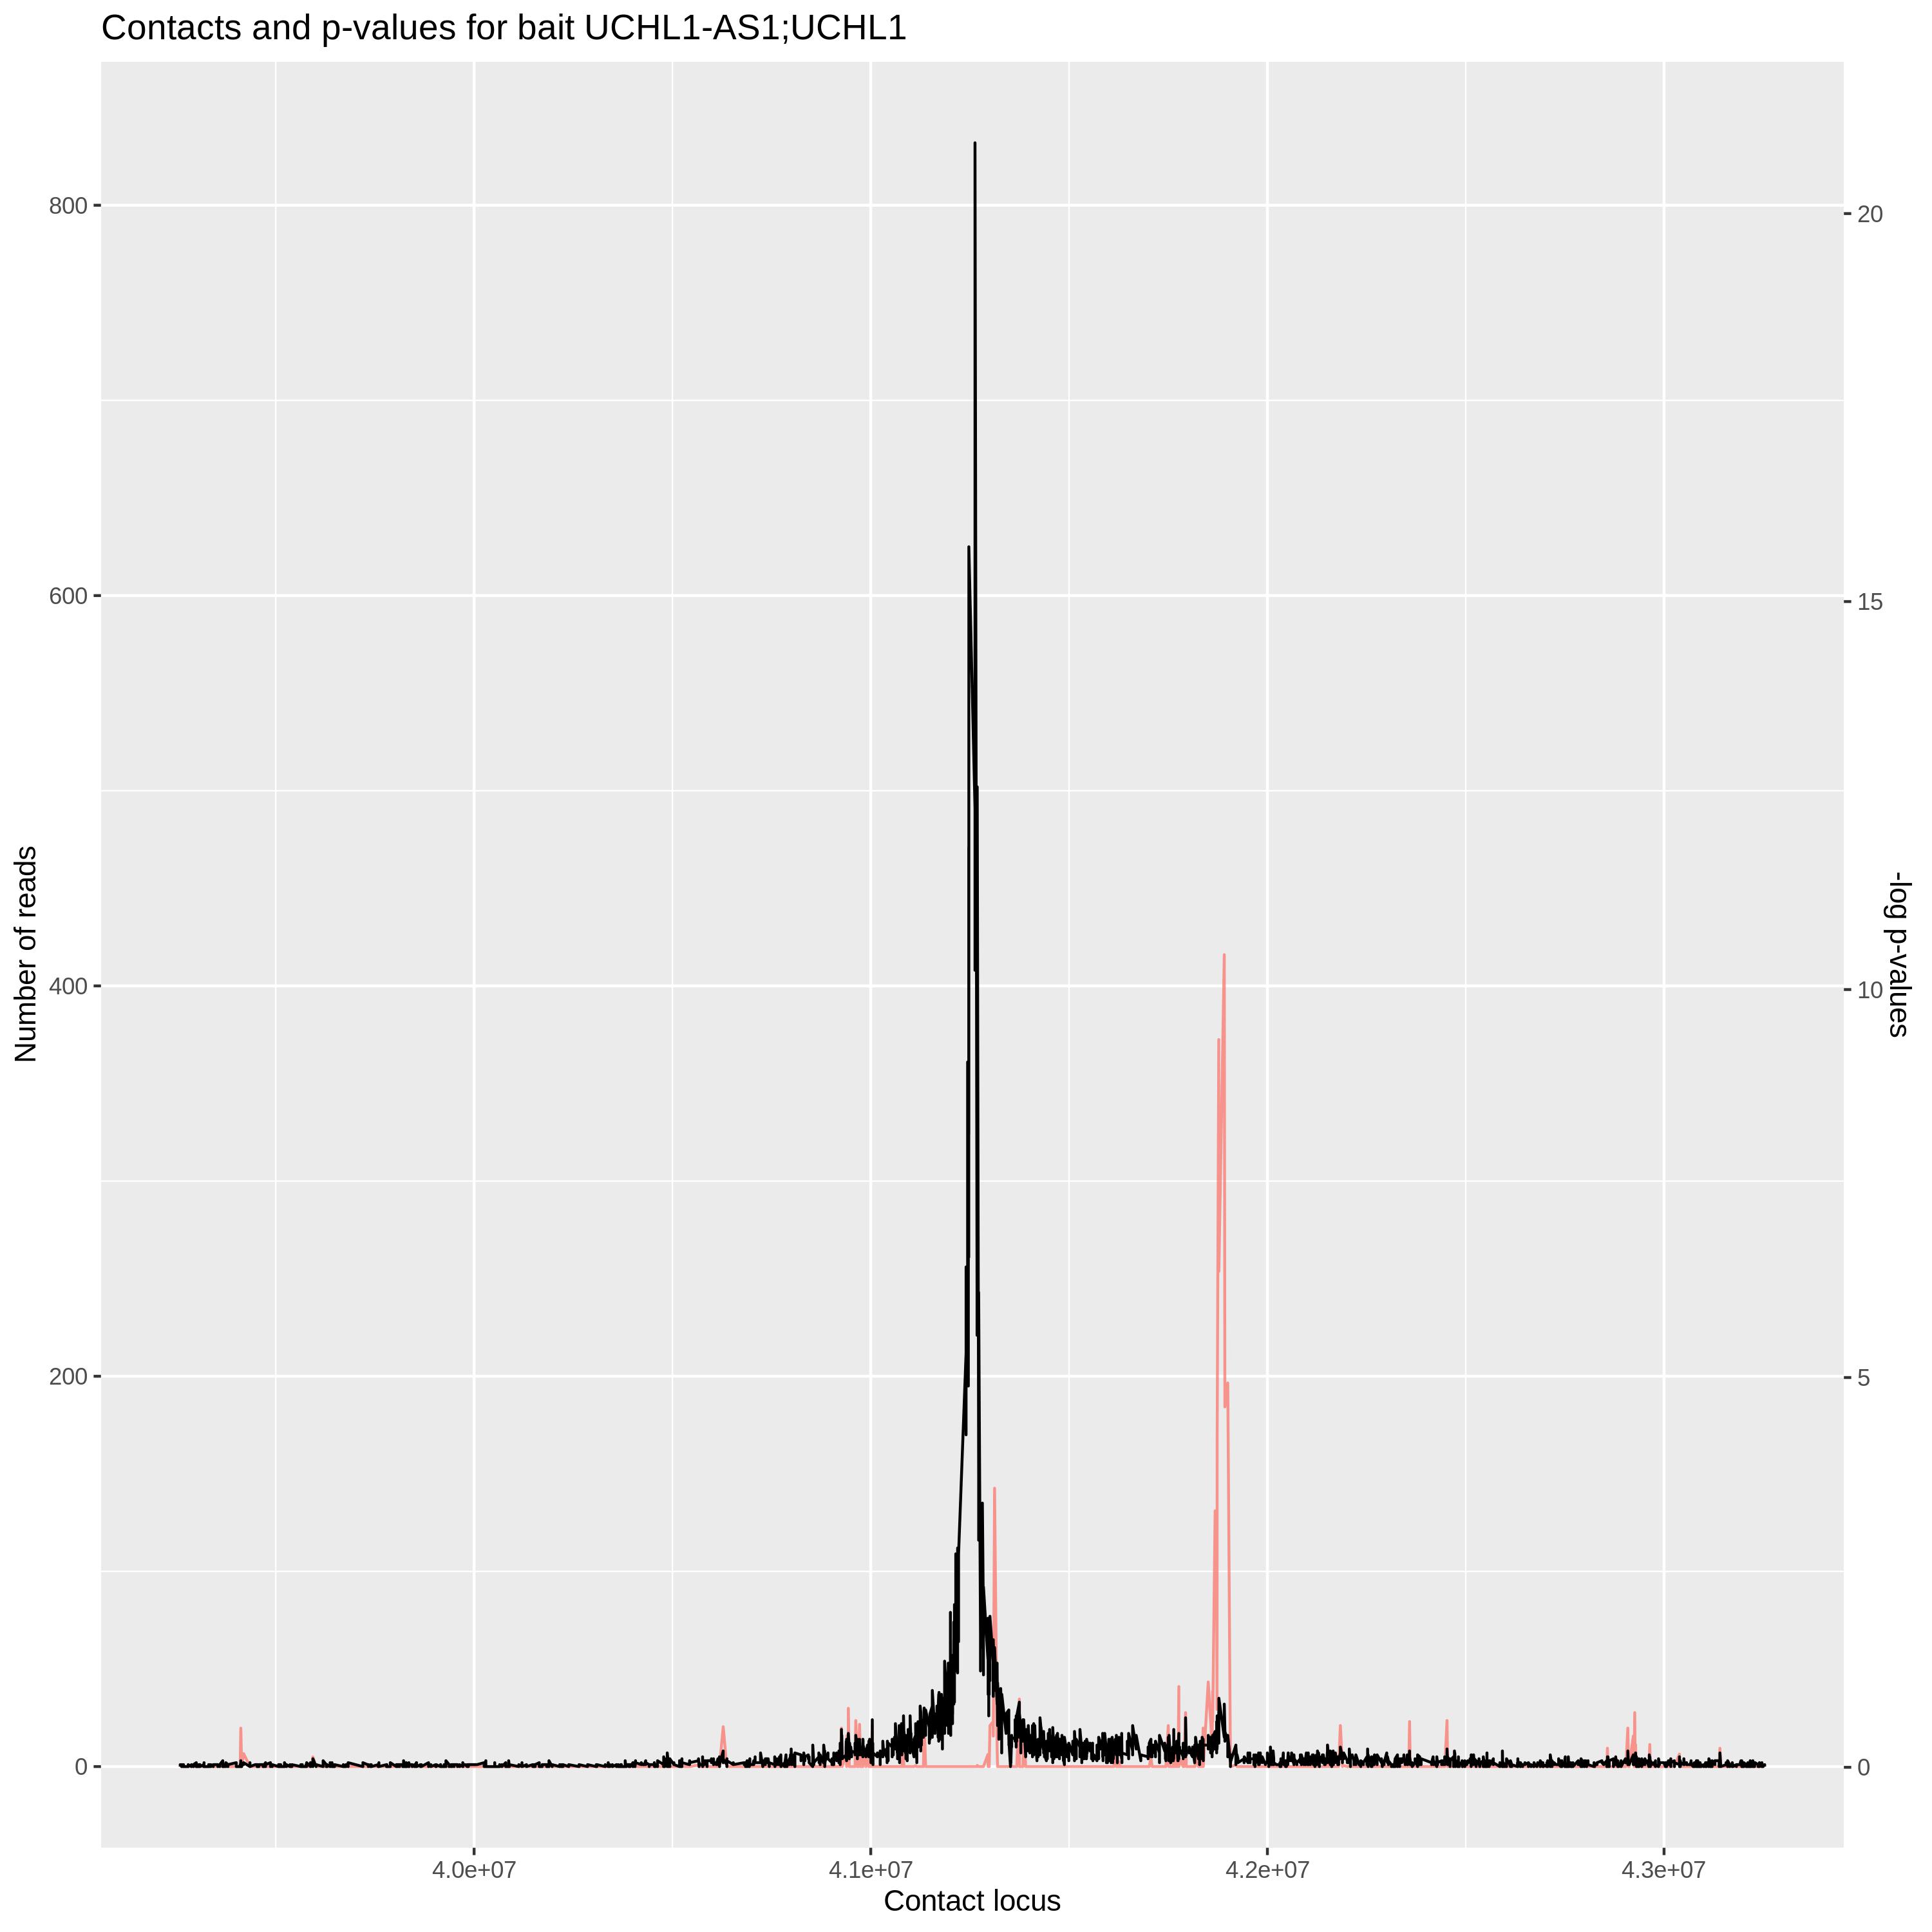 Contacts and p-values for bait UCHL1-AS1;UCHL1
800
600
400
200
0
Number of reads
20
15
10
5
0
-log p-values
4.0e+07
4.1e+07
4.2e+07
4.3e+07
Contact locus